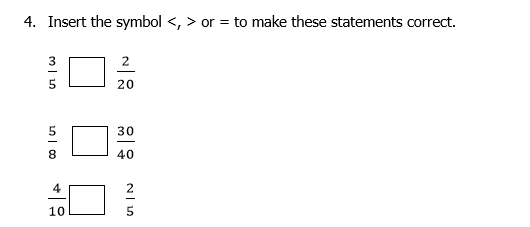 4. Insert the symbol <, > or = to make these statements correct.
3/5 □ 2/20
5/8 □ 30/40
4/10 □ 2/5